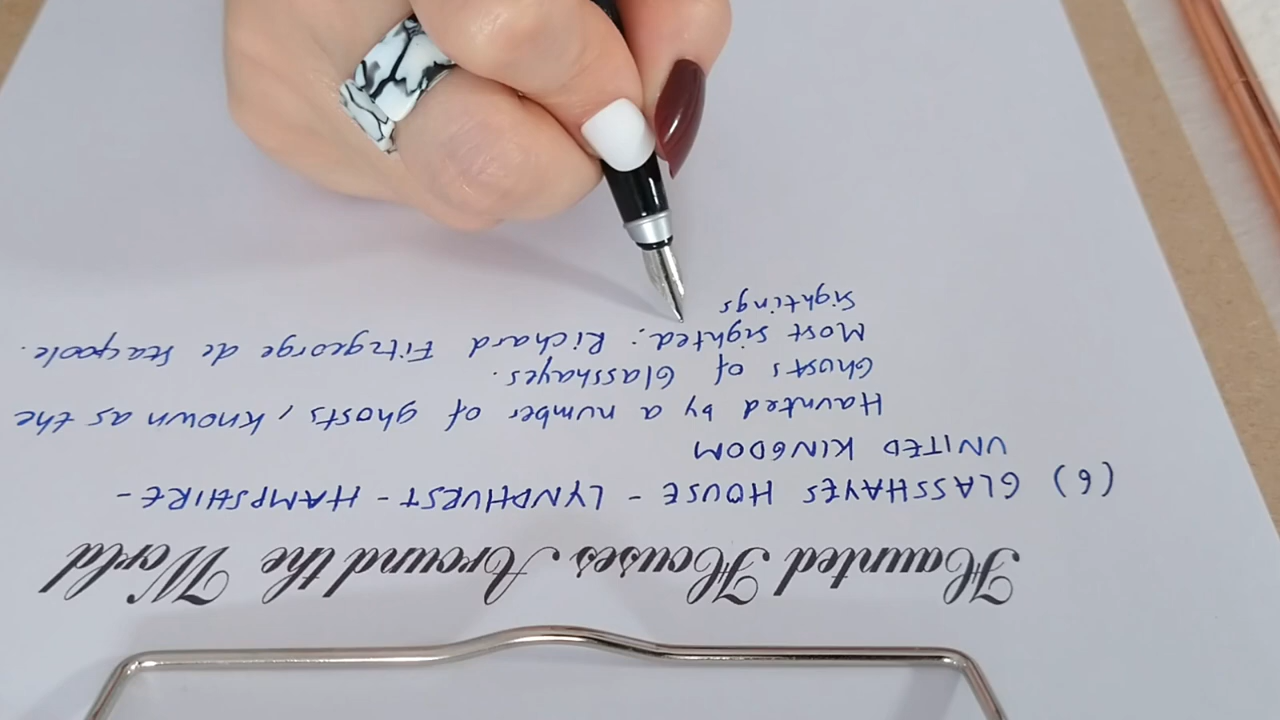 Haunted Houses Around the World
(6) GLASSHAYES HOUSE - LYNDHURST - HAMPSHIRE -
UNITED KINGDOM
Haunted by a number of ghosts, known as the
Ghosts of Glasshayes.
Most sighted: Richard Fitzgeorge de Stacpoole.
Sightings